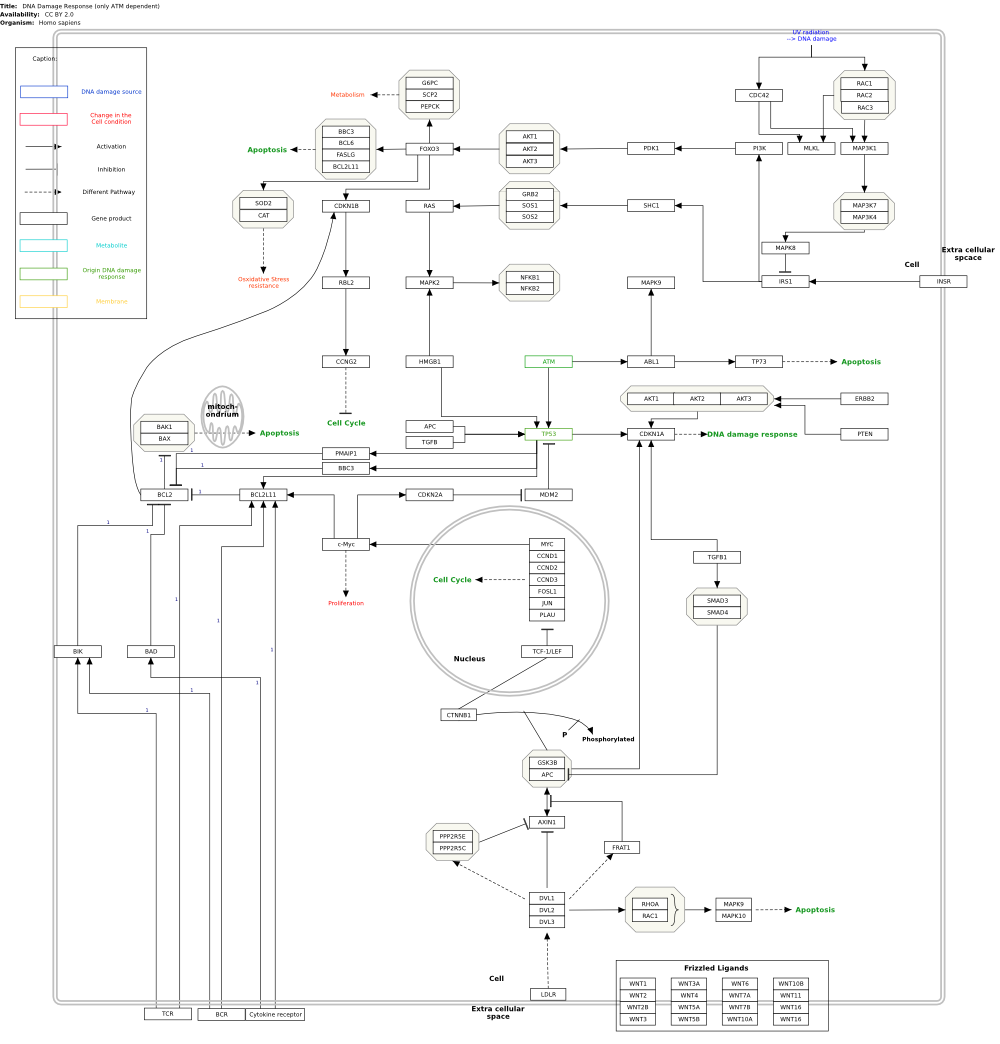 Title: DNA Damage Response (only ATM dependent)
Availability: CC BY 2.0
Organism: Homo sapiens
UV radiation
--> DNA damage
Caption:
DNA damage source
Change in the
Cell condition
Activation
Inhibition
Different Pathway
Gene product
Metabolite
Origin DNA damage
response
Membrane
Metabolism
G6PC
SCP2
PEPCK
CDC42
RAC1
RAC2
RAC3
Apoptosis
BBC3
BCL6
FASLG
BCL2L11
FOXO3
AKT1
AKT2
AKT3
PDK1
PI3K
MLKL
MAP3K1
SOD2
CAT
CDKN1B
RAS
GRB2
SOS1
SOS2
SHC1
MAP3K7
MAP3K4
MAPK8
Extra cellular
spcace
Cell
Onxidative Stress
resistance
RBL2
MAPK2
NFKB1
NFKB2
MAPK9
IRS1
INSR
CCNG2
HMGB1
ATM
ABL1
TP73
Apoptosis
mitoch-
ondrium
AKT1
AKT2
AKT3
ERBB2
Cell Cycle
BAK1
BAX
Apoptosis
APC
TGFB
TP53
CDKN1A
DNA damage response
PTEN
PMAIP1
BBC3
1
1
1
BCL2
1
BCL2L11
CDKN2A
MDM2
1
1
c-Myc
MYC
CCND1
CCND2
CCND3
FOSL1
JUN
PLAU
Cell Cycle
TGFB1
Proliferation
SMAD3
SMAD4
1
1
1
BIK
BAD
Nucleus
TCF-1/LEF
1
1
1
CTNNB1
P
Phosphorylated
GSK3B
APC
AXIN1
PPP2R5E
PPP2R5C
FRAT1
DVL1
DVL2
DVL3
RHOA
RAC1
MAPK9
MAPK10
Apoptosis
Cell
LDLR
Extra cellular
space
TCR
BCR
Cytokine receptor
Frizzled Ligands
WNT1
WNT3A
WNT6
WNT10B
WNT2
WNT4
WNT7A
WNT11
WNT2B
WNT5A
WNT7B
WNT16
WNT3
WNT5B
WNT10A
WNT16